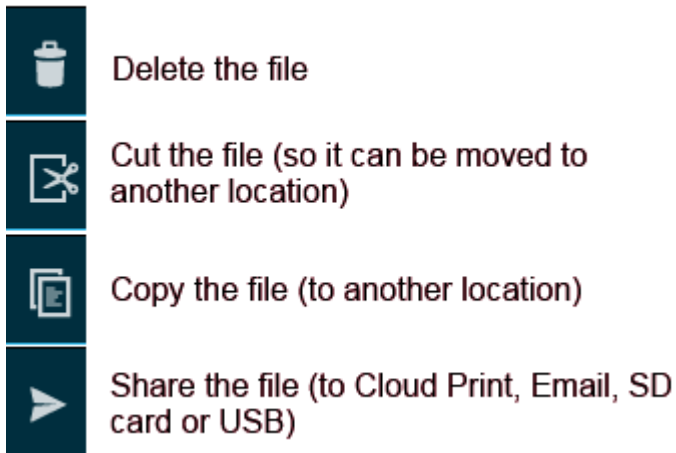 Delete the file
Cut the file (so it can be moved to
another location)
Copy the file (to another location)
Share the file (to Cloud Print, Email, SD
card or USB)